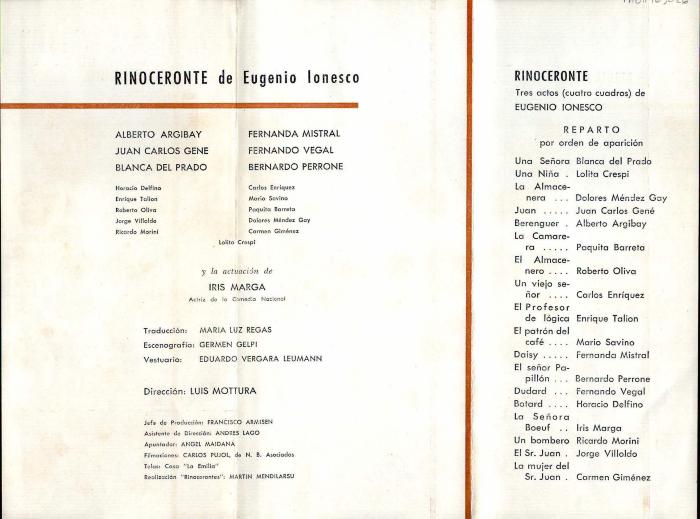 RINOCERONTE de Eugenio Ionesco
ALBERTO ARGIBAY
JUAN CARLOS GENE
BLANCA DEL PRADO
FERNANDA MISTRAL
FERNANDO VEGAL
BERNARDO PERRONE
Horacio Delfino
Enrique Talion
Roberto Oliva
Jorge Villoldo
Ricardo Morini
Carlos Enríquez
Mario Savino
Paquita Barreta
Dolores Méndez Gay
Carmen Giménez
Lolita Crespi
y la actuación de
IRIS MARGA
Actriz de la Comedia Nacional
Traducción: MARIA LUZ REGAS
Escenografía: GERMEN GELPI
Vestuario: EDUARDO VERGARA LEUMANN
Dirección: LUIS MOTTURA
Jefe de Producción: FRANCISCO ARMISEN
Asistente de Dirección: ANDRES LAGO
Apuntador: ANGEL MAIDANA
Filmaciones: CARLOS PUJOL, de N. B. Asociados
Telas: Casa "La Emilia"
Realización "Rinocerontes": MARTIN MENDILARSU
RINOCERONTE
Tres actos (cuatro cuadros) de
EUGENIO IONESCO
REPARTO
por orden de aparición
Una Señora Blanca del Prado
Una Niña . Lolita Crespi
La Almace-
nera ... Dolores Méndez Gay
Juan ..... Juan Carlos Gené
Berenguer . Alberto Argibay
La Camare-
ra ..... Paquita Barreta
El Almace-
nero .... Roberto Oliva
Un viejo se-
ñor .... Carlos Enríquez
El Profesor
de lógica Enrique Talion
El patrón del
café .... Mario Savino
Daisy ..... Fernanda Mistral
El señor Pa-
pillón ... Bernardo Perrone
Dudard ... Fernando Vegal
Botard .... Horacio Delfino
La Señora
Boeuf .. Iris Marga
Un bombero Ricardo Morini
El Sr. Juan . Jorge Villoldo
La mujer del
Sr. Juan . Carmen Giménez